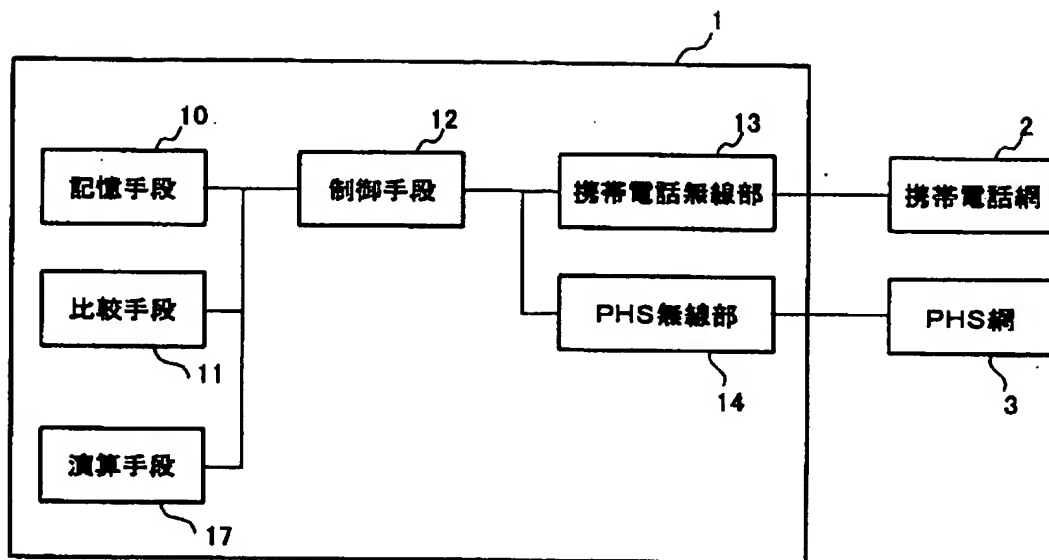 1
10
12
13
2
記憶手段
制御手段
携帯電話無線部
携帯電話網
比較手段
PHS無線部
PHS網
11
14
3
演算手段
17